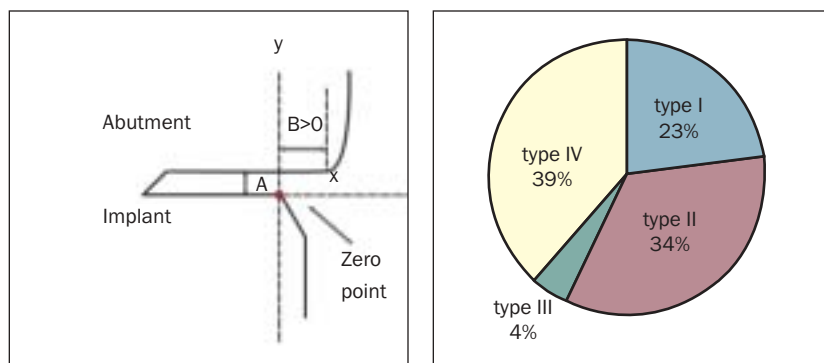 y
Abutment
B>0
x
A
Implant
Zero
point
type I
23%
type IV
39%
type II
34%
type III
4%